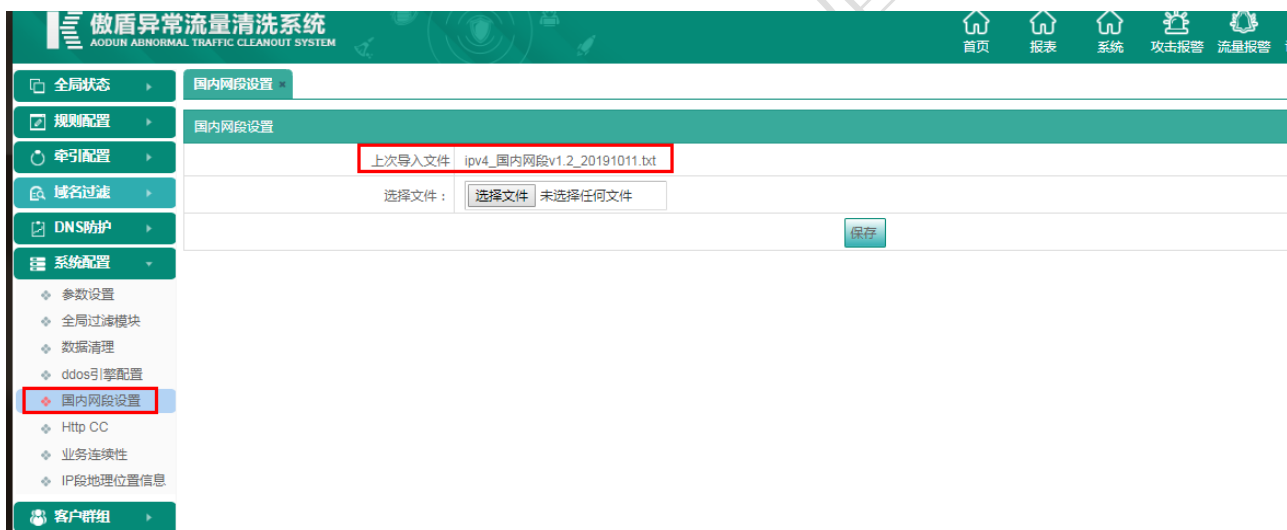 傲盾异常流量清洗系统
AODUN ABNORMAL TRAFFIC CLEANOUT SYSTEM
首页 报表 系统 攻击报警 流量报警
全局状态
国内网段设置
规则配置
国内网段设置
牵引配置
上次导入文件 ipv4_国内网段v1.2_20191011.txt
域名过滤
选择文件： 选择文件 未选择任何文件
DNS防护
保存
系统配置
参数设置
全局过滤模块
数据清理
ddos引擎配置
国内网段设置
Http CC
业务连续性
IP段地理位置信息
客户群组